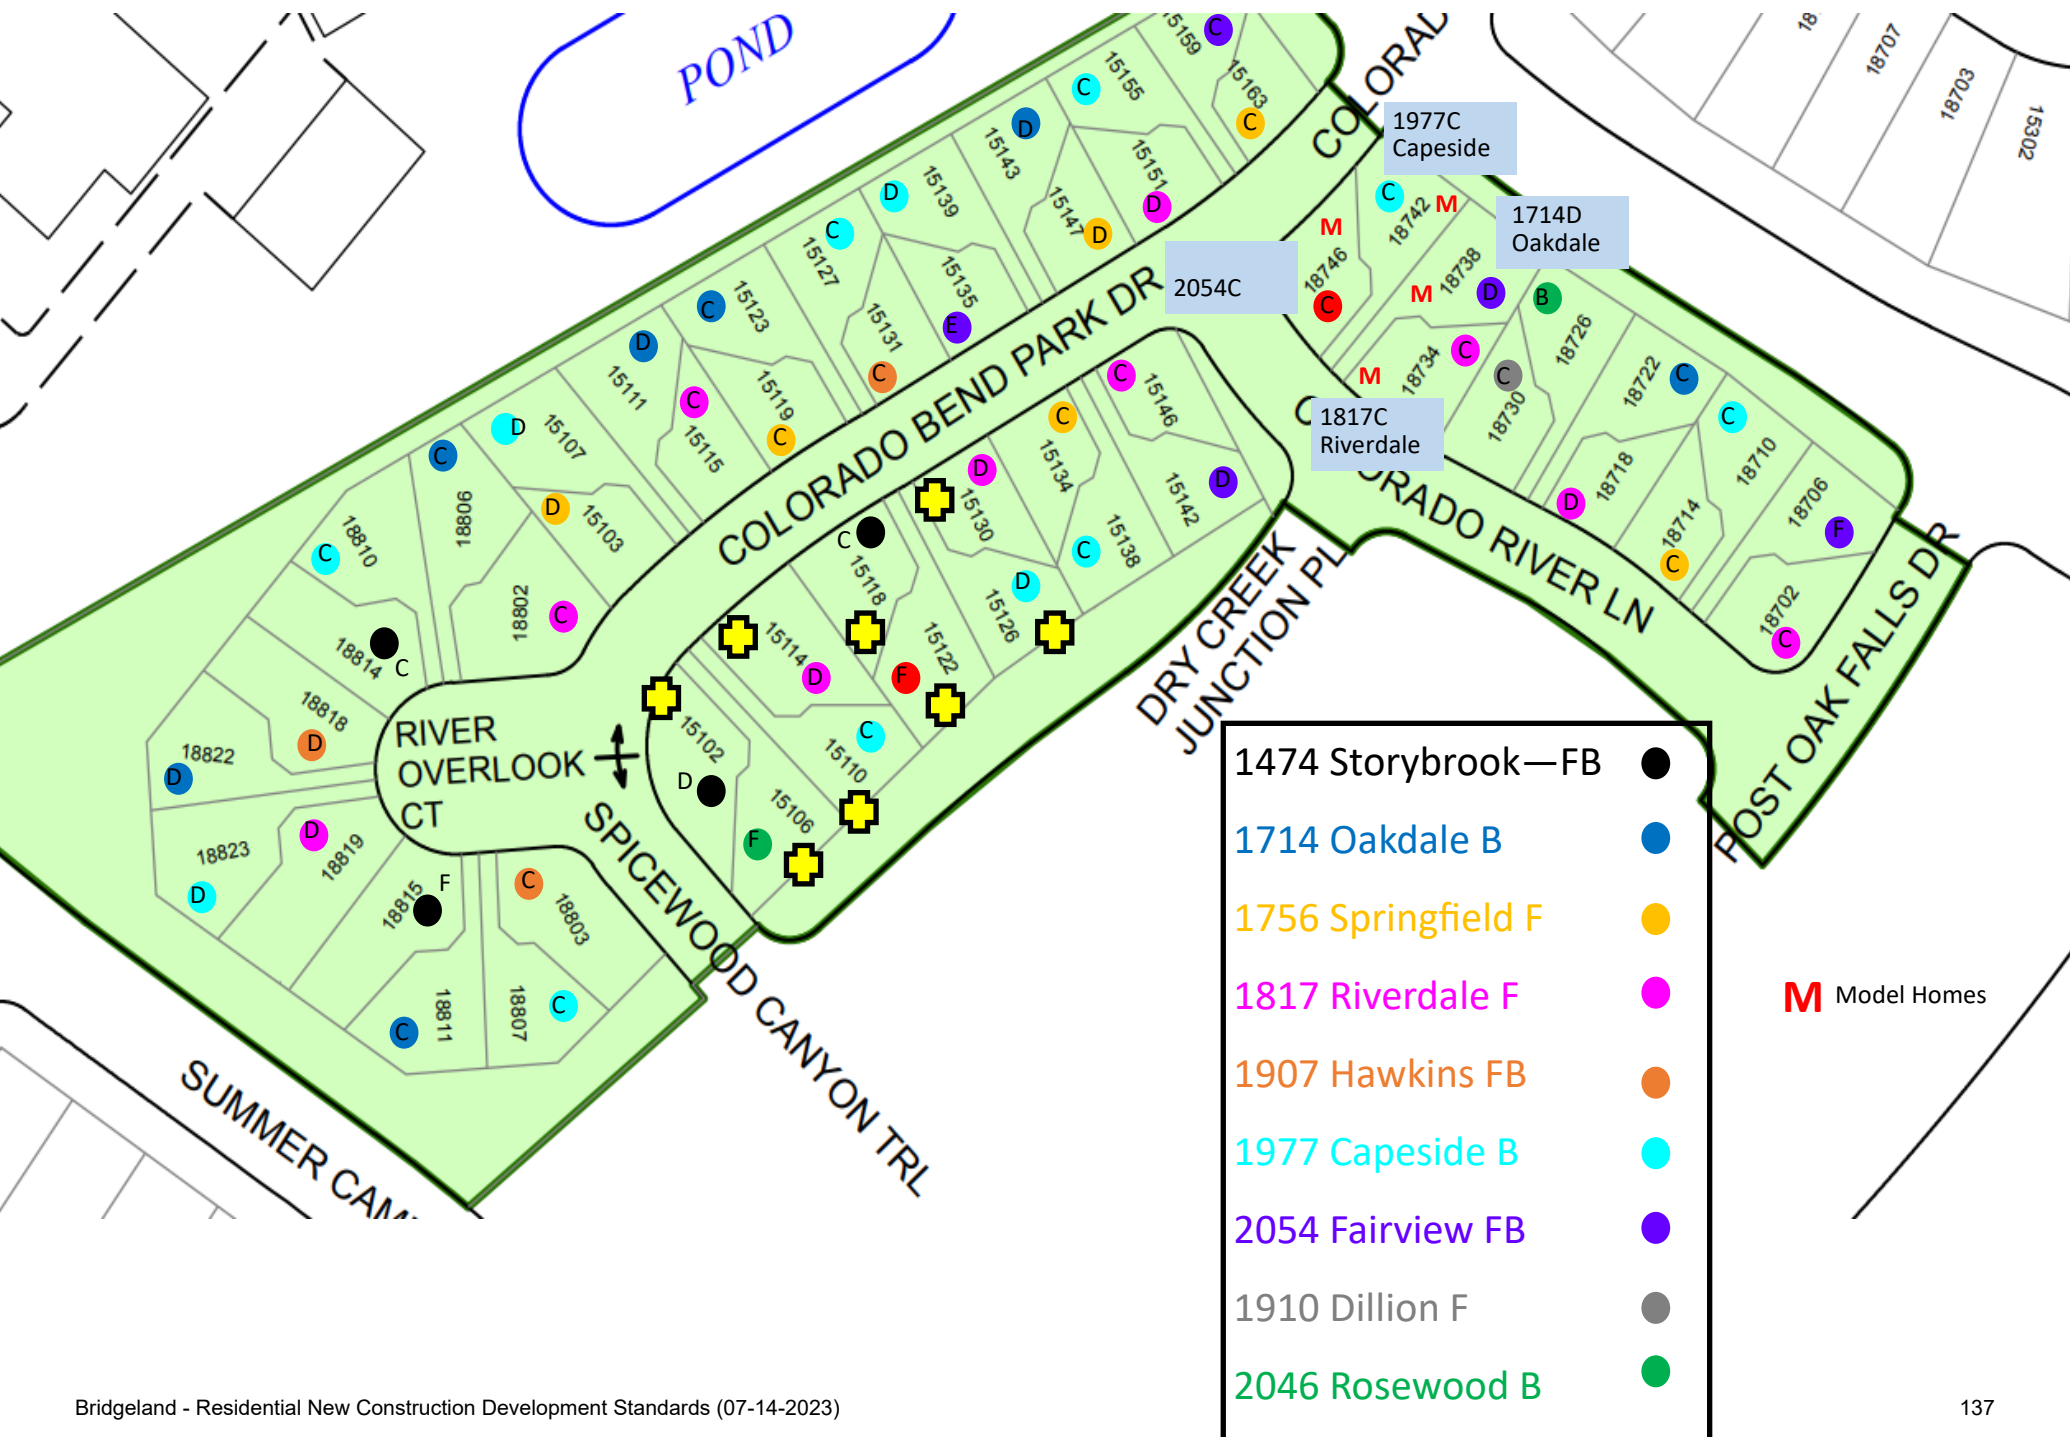 POND
15159
C
15163
C
15155
C
15151
D
15143
D
15147
D
15139
D
15135
E
15127
C
15131
C
15123
C
15119
C
15111
D
15115
C
15107
D
15103
D
18806
C
18802
C
18810
C
18814
C
18818
D
18822
D
18823
D
18819
D
18815
F
18811
C
18807
C
18803
C
RIVER
OVERLOOK
CT
COLORADO BEND PARK DR
COLORAD
1977C
Capeside
C
18742
M
M
18746
C
2054C
1714D
Oakdale
18738
D
M
18734
C
M
1817C
Riverdale
B
18726
C
18730
18722
C
18718
D
C
18710
18714
C
18706
F
18702
C
ORADO RIVER LN
POST OAK FALLS DR
DRY CREEK
JUNCTION PL
15146
C
15142
D
15134
C
15138
C
15130
D
15126
D
15118
C
15122
F
15114
D
15110
C
15102
D
15106
F
SPICEWOOD CANYON TRL
SUMMER CAM
18707
18703
15302
1474 Storybrook—FB
1714 Oakdale B
1756 Springfield F
1817 Riverdale F
1907 Hawkins FB
1977 Capeside B
2054 Fairview FB
1910 Dillion F
2046 Rosewood B
M Model Homes
Bridgeland - Residential New Construction Development Standards (07-14-2023)
137